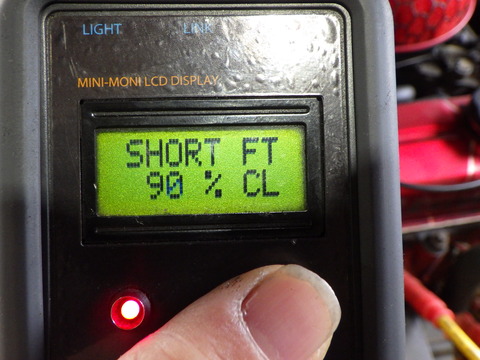 LIGHT LINK
MINI-MONI LCD DISPLAY
SHORT FT
90 % CL